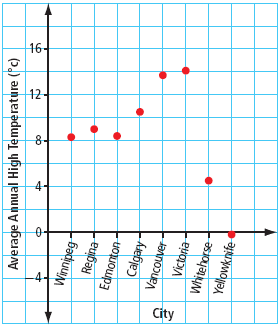 Average Annual High Temperature (°c)
16
12
8
4
0
−4
Winnipeg
Regina
Edmonton
Calgary
Vancouver
Victoria
Whitehorse
Yellowknife
City